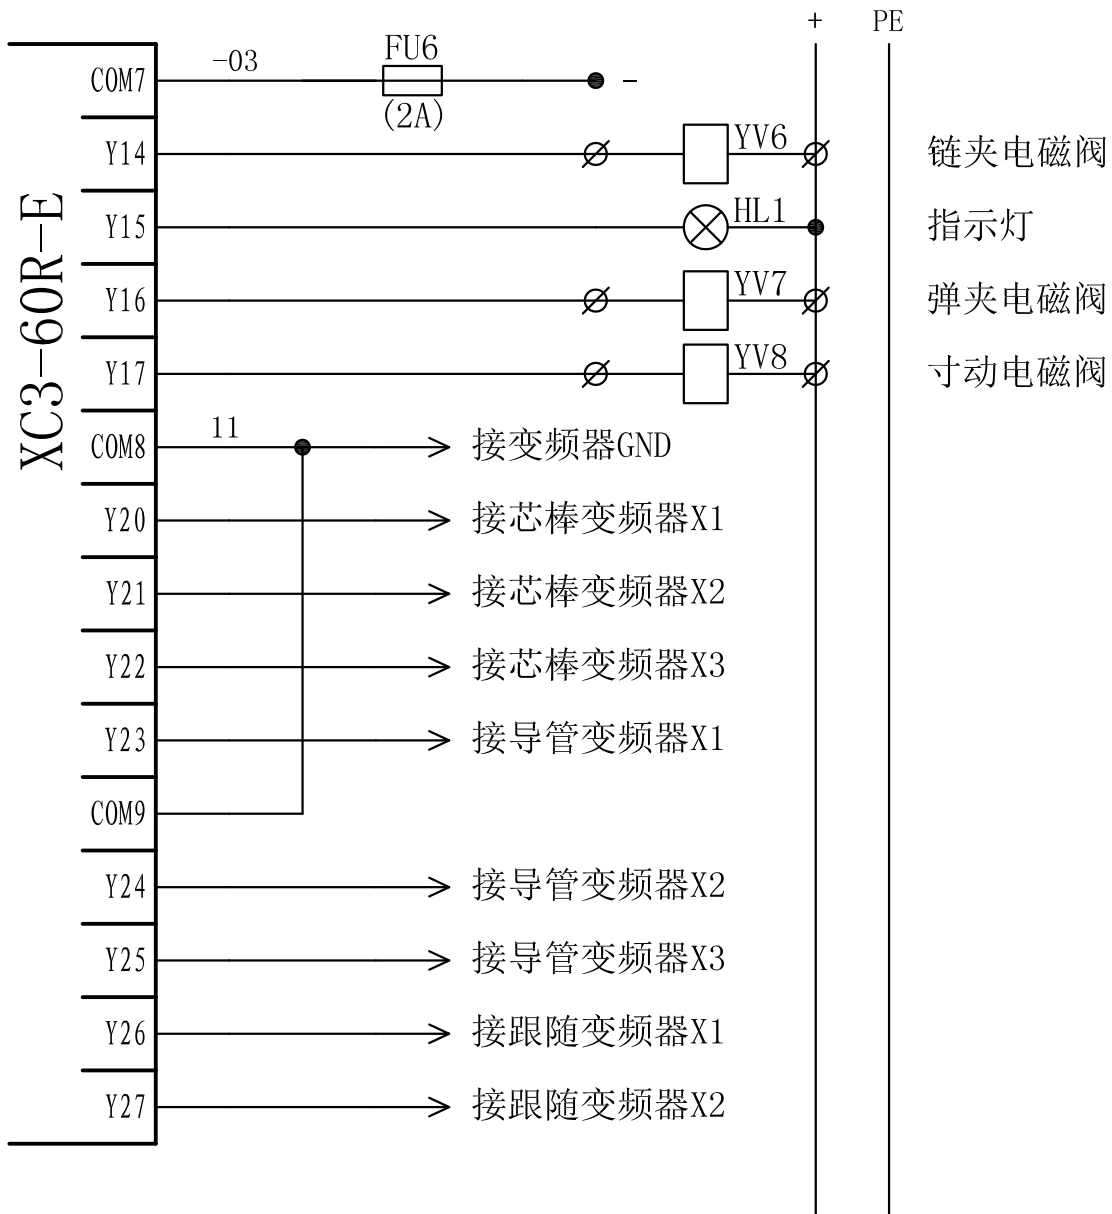 + PE
COM7 -03 FU6 -
(2A)
Y14 YV6 链夹电磁阀
Y15 HL1 指示灯
Y16 YV7 弹夹电磁阀
Y17 YV8 寸动电磁阀
XC3-60R-E
COM8 11 接变频器GND
Y20 接芯棒变频器X1
Y21 接芯棒变频器X2
Y22 接芯棒变频器X3
Y23 接导管变频器X1
COM9
Y24 接导管变频器X2
Y25 接导管变频器X3
Y26 接跟随变频器X1
Y27 接跟随变频器X2